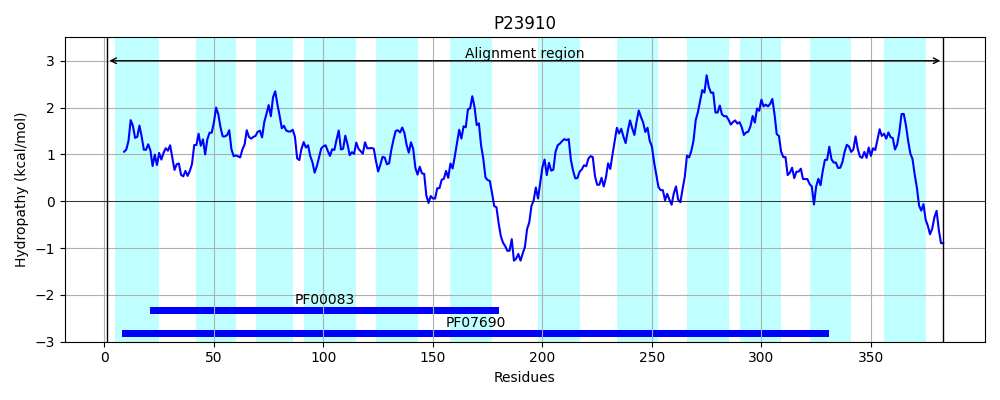 P23910
Alignment region
3
2
1
0
−1
−2
−3
Hydropathy (kcal/mol)
PF00083
PF07690
0 50 100 150 200 250 300 350
Residues